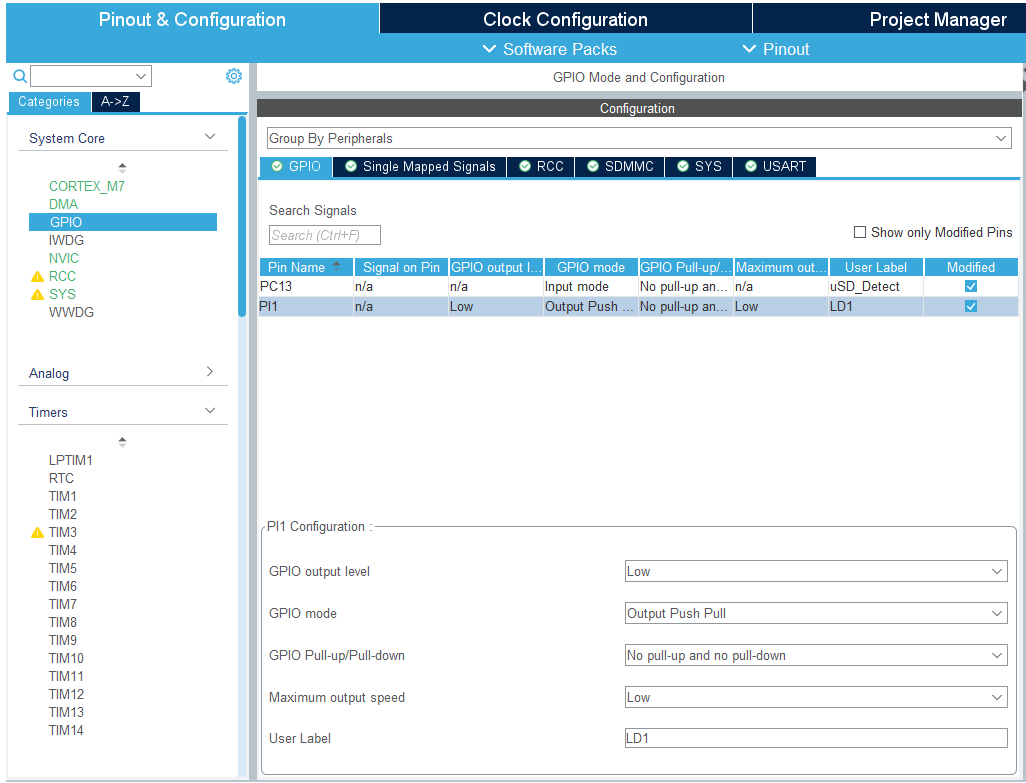 Pinout & Configuration
Clock Configuration
Project Manager
Software Packs
Pinout
GPIO Mode and Configuration
Categories
A->Z
System Core
CORTEX_M7
DMA
GPIO
IWDG
NVIC
RCC
SYS
WWDG
Analog
Timers
LPTIM1
RTC
TIM1
TIM2
TIM3
TIM4
TIM5
TIM6
TIM7
TIM8
TIM9
TIM10
TIM11
TIM12
TIM13
TIM14
Configuration
Group By Peripherals
GPIO Single Mapped Signals RCC SDMMC SYS USART
Search Signals
Search (Ctrl+F)
Show only Modified Pins
Pin Name Signal on Pin GPIO output l... GPIO mode GPIO Pull-up/... Maximum out... User Label Modified
PC13 n/a n/a Input mode No pull-up an... n/a uSD_Detect
PI1 n/a Low Output Push ... No pull-up an... Low LD1
PI1 Configuration :
GPIO output level Low
GPIO mode Output Push Pull
GPIO Pull-up/Pull-down No pull-up and no pull-down
Maximum output speed Low
User Label LD1